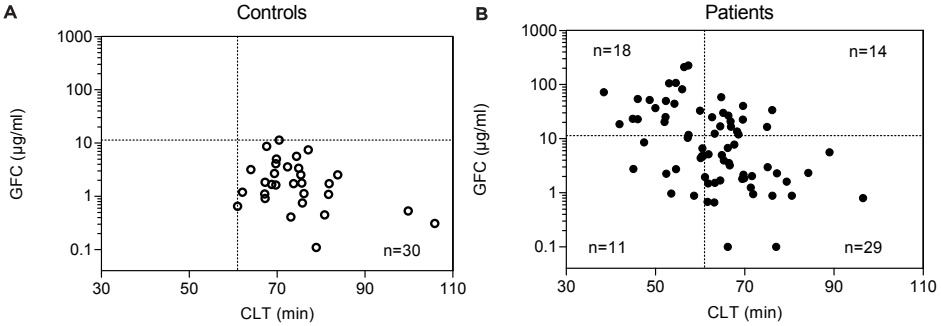 A
Controls
1000
100
10
1
0.1
GFC (µg/ml)
n=30
30 50 70 90 110
CLT (min)
B
Patients
n=18 n=14
1000
100
10
1
0.1
GFC (µg/ml)
n=11 n=29
30 50 70 90 110
CLT (min)